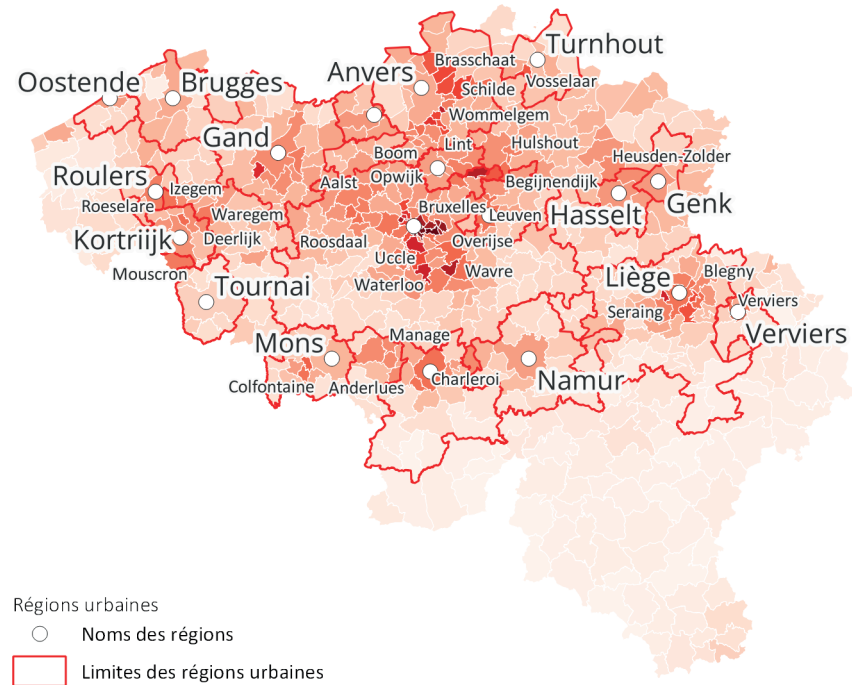 Turnhout
Brasschaat
Anvers
Oostende
Brugges
Vosselaar
Schilde
Wommelgem
Gand
Lint
Hulshout
Boom
Heusden-Zolder
Roulers
Izegem
Aalst
Opwijk
Begijnendijk
Roeselare
Waregem
Bruxelles
Leuven
Hasselt
Genk
Kortriijk
Deerlijk
Roosdaal
Overijse
Uccle
Mouscron
Tournai
Waterloo
Wavre
Liège
Blegny
Seraing
Verviers
Verviers
Manage
Mons
Charleroi
Namur
Colfontaine
Anderlues
Régions urbaines
Noms des régions
Limites des régions urbaines